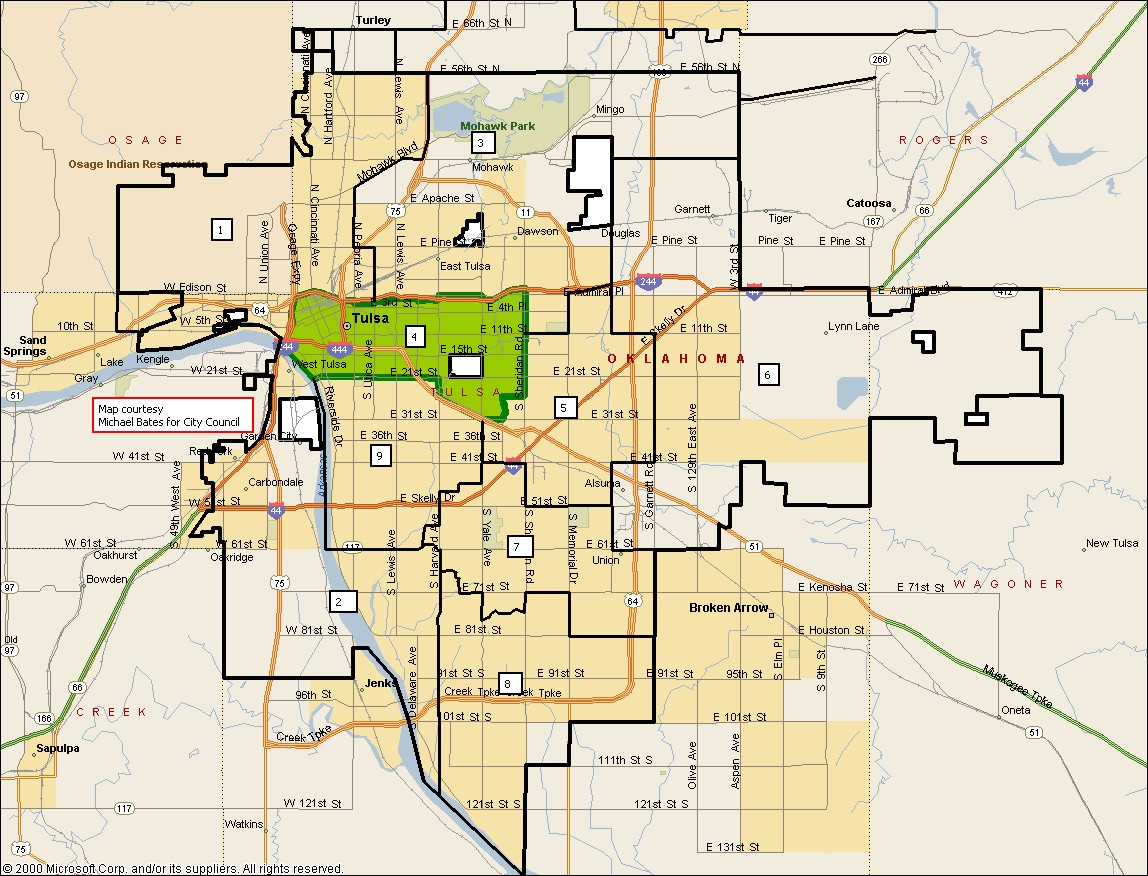 Turley
E 66th St N
N Cincinnati Ave
E 56th St N
266
44
97
N Lewis Ave
N Hartford Ave
Mingo
Mohawk Park
OSAGE
ROGERS
3
Osage Indian Reservation
Mohawk Blvd
Mohawk
E Apache St
N Cincinnati Ave
75
11
Garnett
Tiger
Catoosa
167
66
1
N Union Ave
Osage Expy
N Peoria Ave
N Lewis Ave
Dawson
Douglas
E Pine St
E Pine St
Pine St
E Pine St
East Tulsa
W 3rd St
W Edison St
244
44
E Admiral Pl
E Admiral Blvd
412
E 3rd St
E 4th Pl
64
W 5th St
10th St
Tulsa
4
E 11th St
E Skelly Dr
E 11th St
Lynn Lane
Sand
Springs
Lake
Kengle
244
444
E 15th St
S Sheridan Rd
OKLAHOMA
West Tulsa
S Utica Ave
W 21st St
E 21st St
E 21st St
6
Gray
51
TULSA
Map courtesy
Michael Bates for City Council
Riverside Dr
E 31st St
5
E 31st St
S 129th East Ave
Garden City
E 36th St
E 36th St
Red Fork
W 41st St
9
E 41st St
E 41st St
44
S 49th West Ave
Carbondale
Arkansas
Alsuma
S Garnett Rd
W 51st St
E Skelly Dr
E 51st St
44
S Lewis Ave
S Harvard Ave
S Yale Ave
S Memorial Dr
W 61st St
W 61st St
117
7
E 61st St
51
New Tulsa
Oakhurst
Oakridge
Union
Bowden
75
E 71st St
E Kenosha St
E 71st St
WAGONER
97
2
64
Broken Arrow
W 81st St
E 81st St
E Houston St
Old
97
S Delaware Ave
91st St S
E 91st St
E 91st St
95th St
S Elm Pl
S 9th St
Muskogee Tpke
Jenks
8
66
96th St
Creek Tpke
Creek Tpke
CREEK
166
101st St S
E 101st St
Oneta
Creek Tpke
51
Sapulpa
Olive Ave
Aspen Ave
111th St S
W 121st St
121st St S
121st St S
117
Watkins
75
E 131st St
© 2000 Microsoft Corp. and/or its suppliers. All rights reserved.